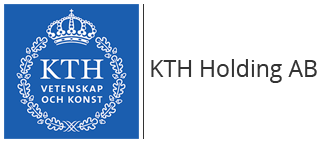 KTH
VETENSKAP
OCH KONST
KTH Holding AB